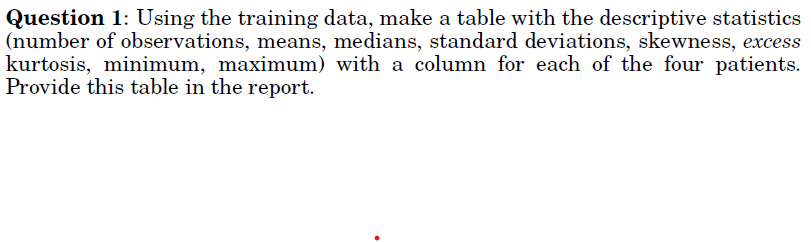 Question 1: Using the training data, make a table with the descriptive statistics
(number of observations, means, medians, standard deviations, skewness, excess
kurtosis, minimum, maximum) with a column for each of the four patients.
Provide this table in the report.